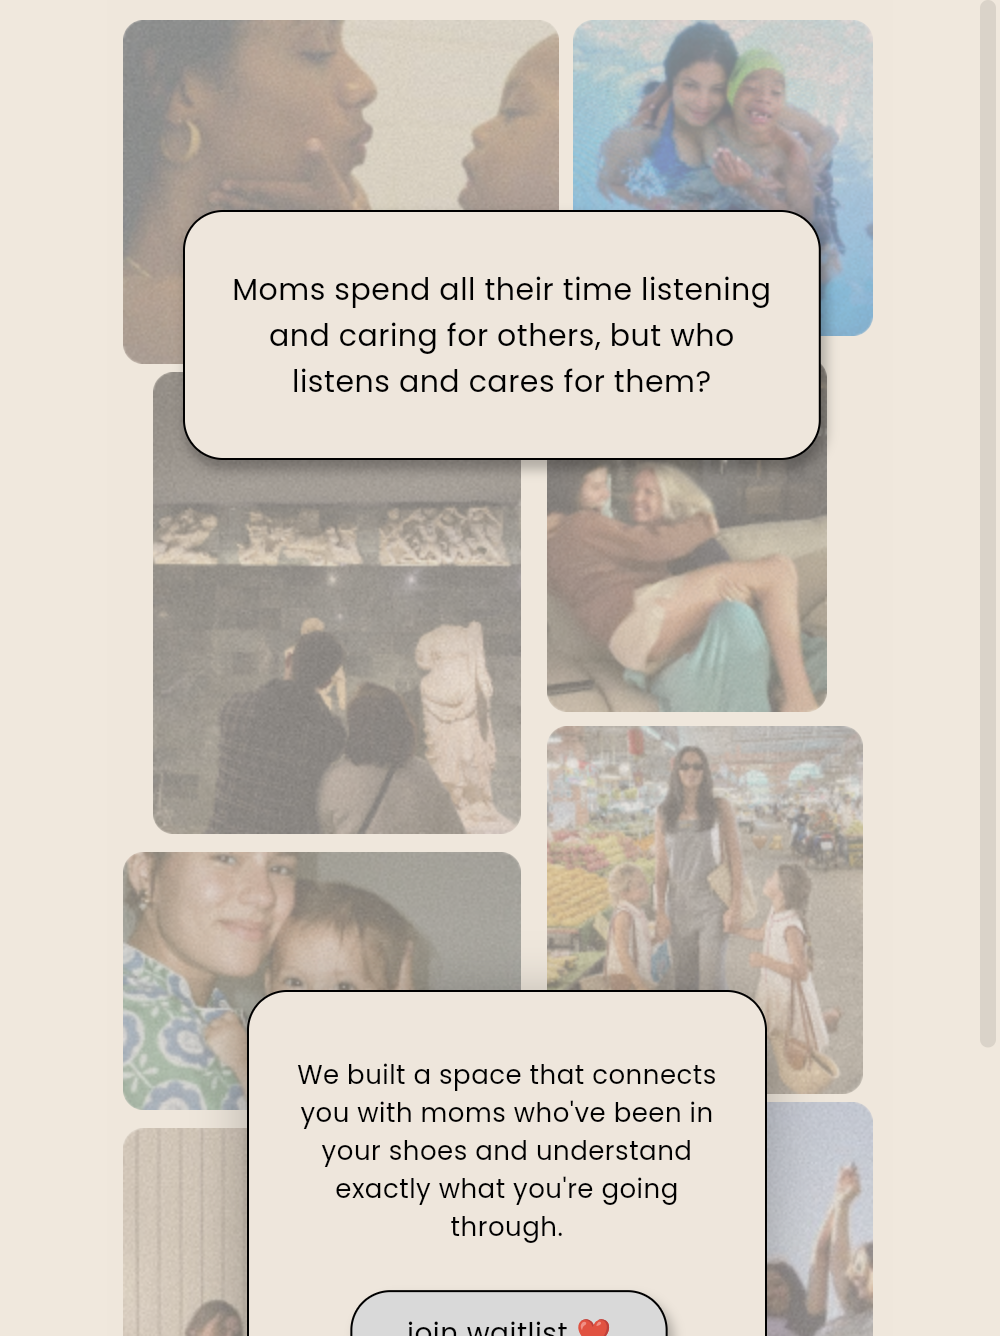 Moms spend all their time listening
and caring for others, but who
listens and cares for them?
We built a space that connects
you with moms who've been in
your shoes and understand
exactly what you're going
through.
join waitlist ❤️